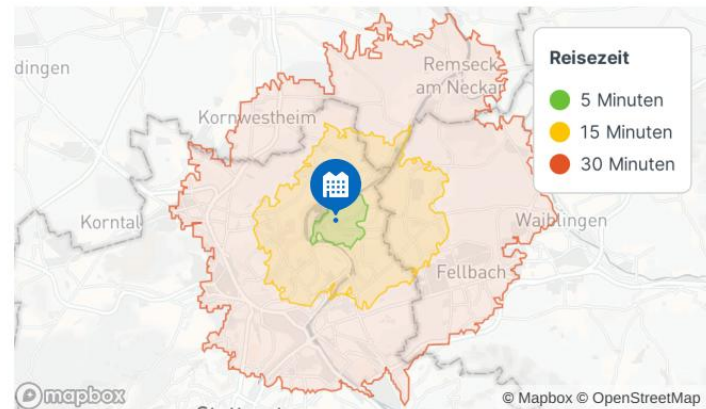 dingen
Remseck
am Neckar
Kornwestheim
Korntal
Waiblingen
Fellbach
Reisezeit
5 Minuten
15 Minuten
30 Minuten
mapbox
© Mapbox © OpenStreetMap